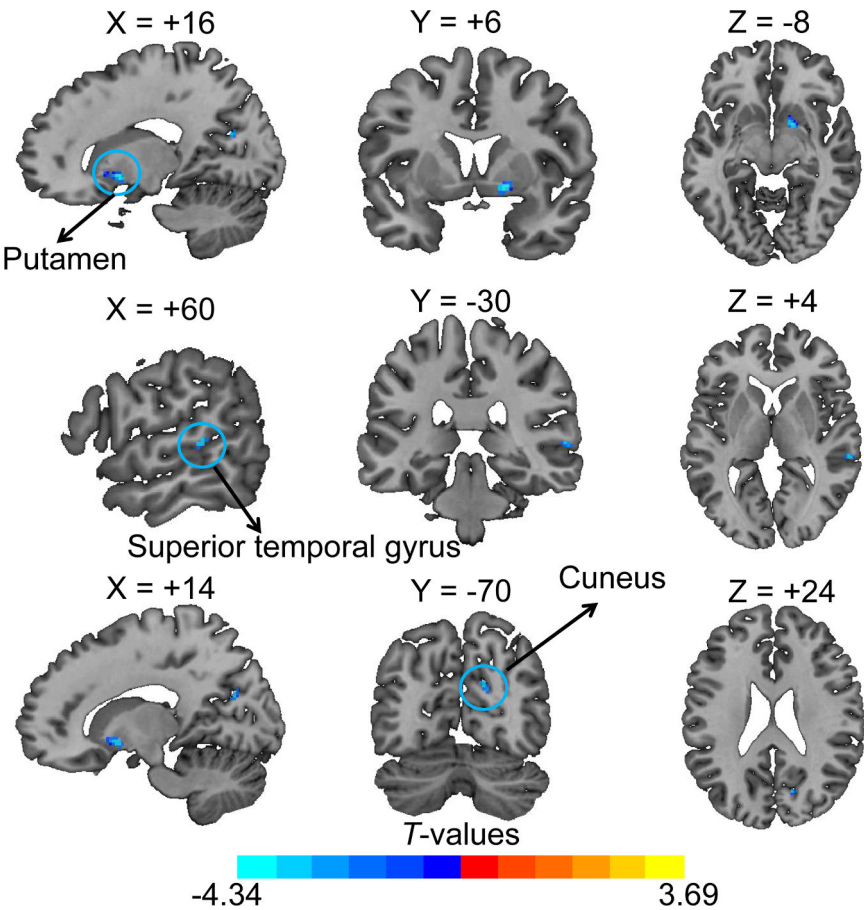 X = +16
Y = +6
Z = -8
Putamen
X = +60
Y = -30
Z = +4
Superior temporal gyrus
X = +14
Y = -70
Cuneus
Z = +24
T-values
-4.34
3.69